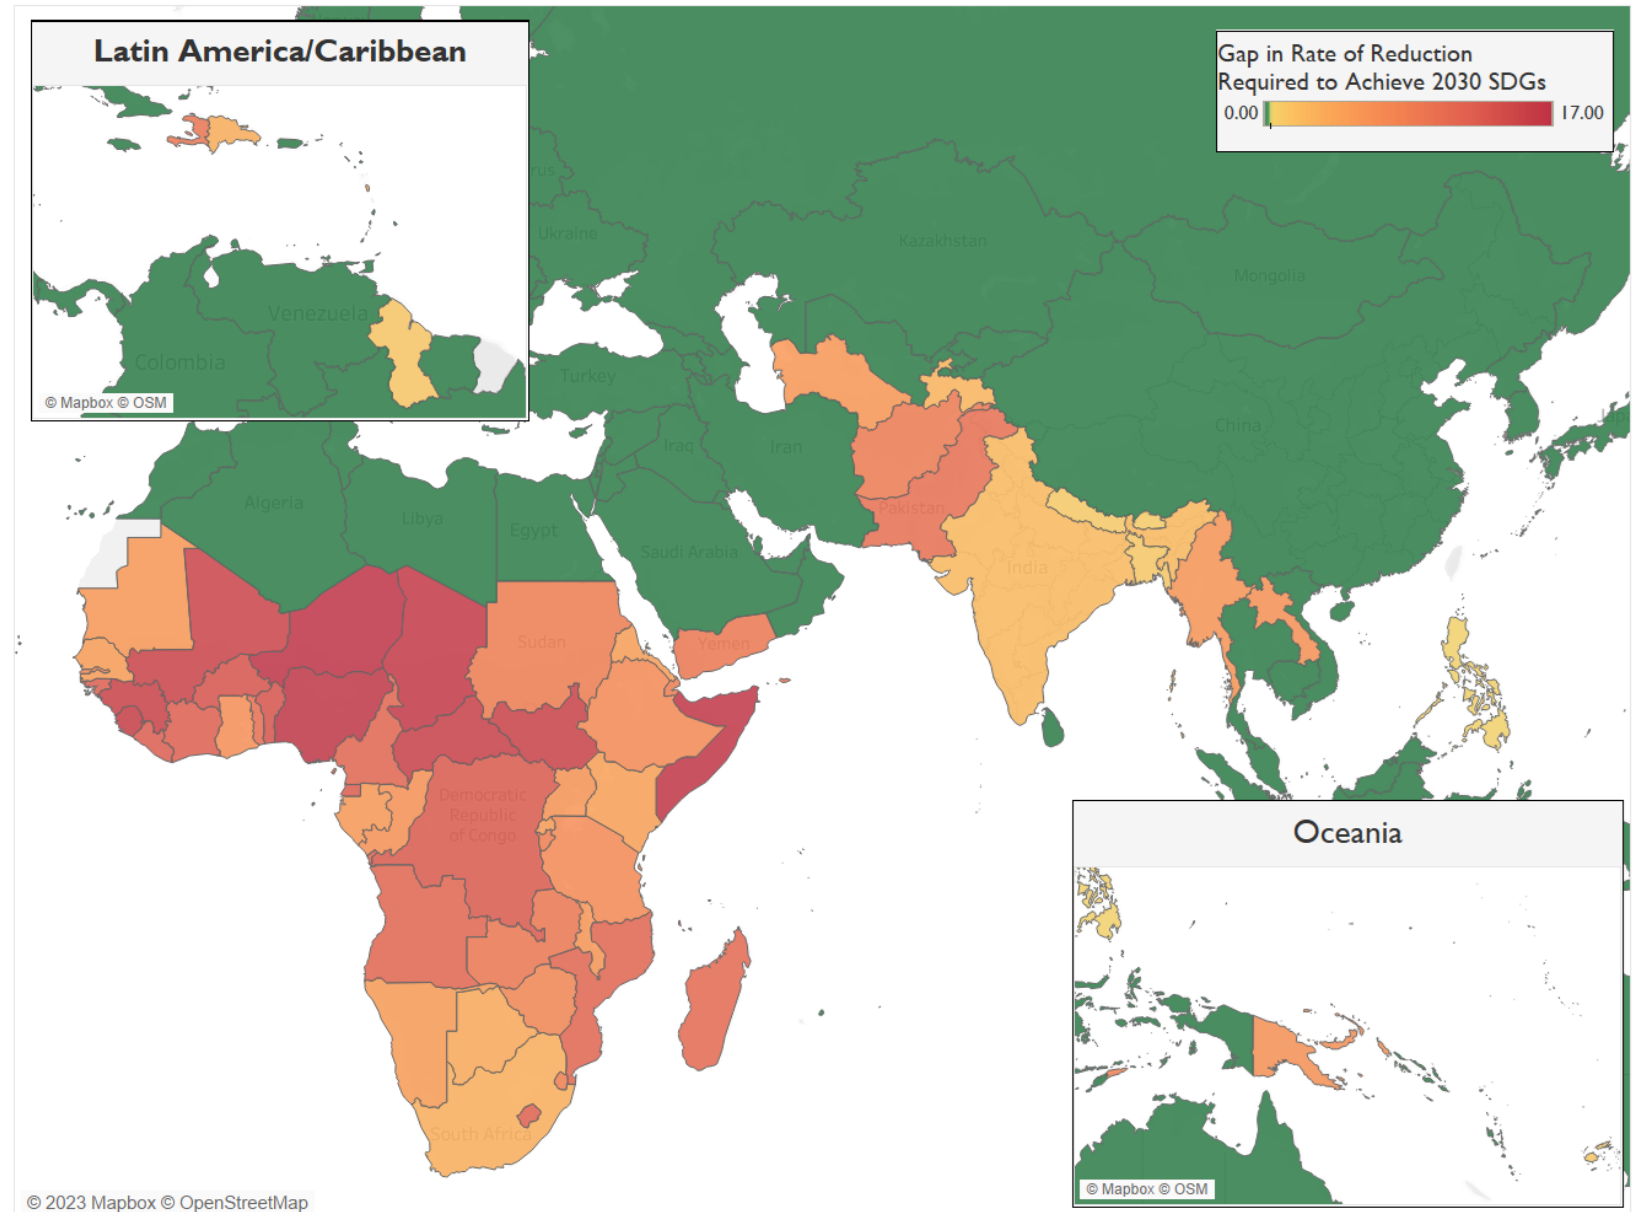 Latin America/Caribbean
Venezuela
Colombia
© Mapbox © OSM
Gap in Rate of Reduction
Required to Achieve 2030 SDGs
0.00 17.00
Ukraine
Kazakhstan
Mongolia
Turkey
China
Iraq
Iran
Algeria
Libya
Egypt
Pakistan
Saudi Arabia
India
Sudan
Yemen
Democratic
Republic
of Congo
South Africa
Oceania
© Mapbox © OSM
© 2023 Mapbox © OpenStreetMap